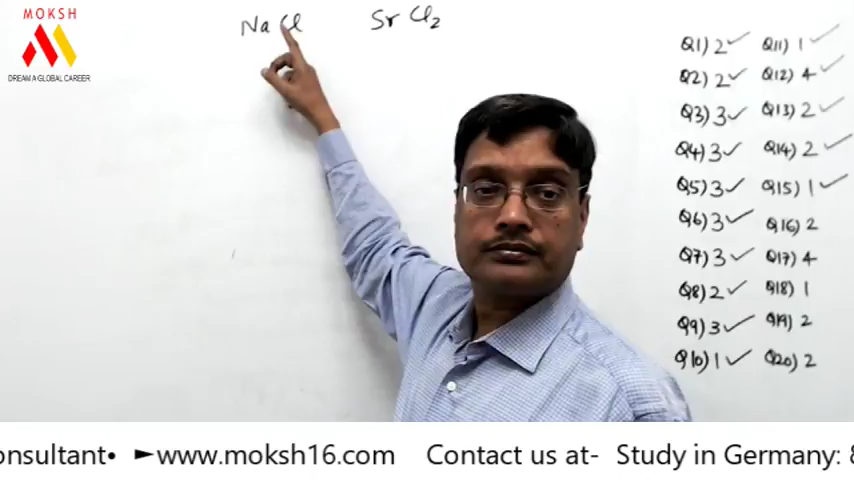 MOKSH
DREAM A GLOBAL CAREER
NaCl SrCl₂
Q1) 2 ✓ Q11) 1 ✓
Q2) 2 ✓ Q12) 4 ✓
Q3) 3 ✓ Q13) 2 ✓
Q4) 3 ✓ Q14) 2 ✓
Q5) 3 ✓ Q15) 1 ✓
Q6) 3 ✓ Q16) 2
Q7) 3 ✓ Q17) 4
Q8) 2 ✓ Q18) 1
Q9) 3 ✓ Q19) 2
Q10) 1 ✓ Q20) 2
onsultant• ►www.moksh16.com Contact us at- Study in Germany: